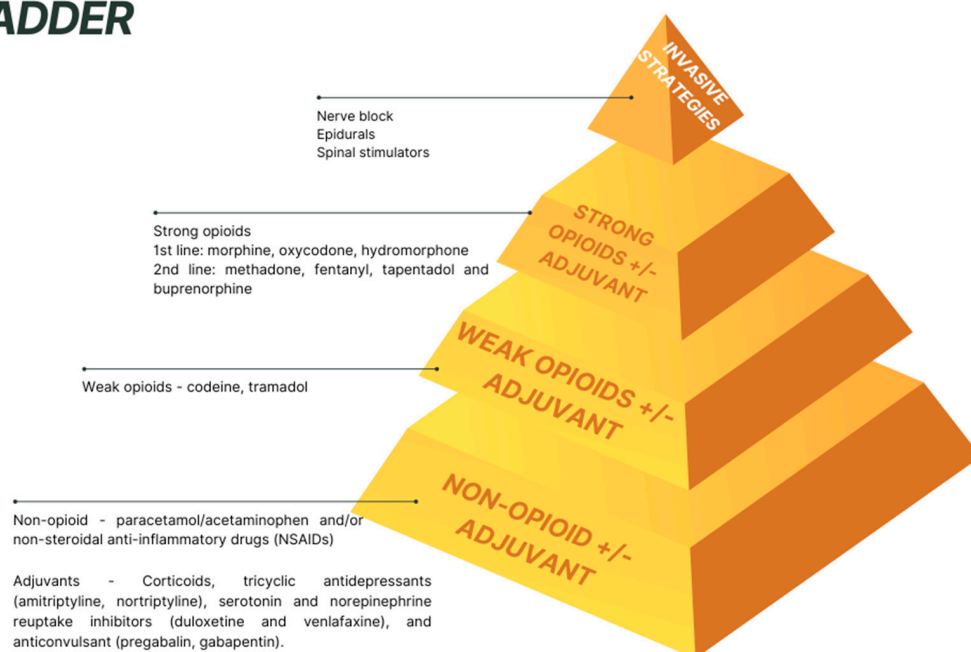 ADDER
INVASIVE
STRATEGIES
Nerve block
Epidurals
Spinal stimulators
STRONG
OPIOIDS +/-
ADJUVANT
Strong opioids
1st line: morphine, oxycodone, hydromorphone
2nd line: methadone, fentanyl, tapentadol and
buprenorphine
WEAK OPIOIDS +/-
ADJUVANT
Weak opioids - codeine, tramadol
NON-OPIOID +/-
ADJUVANT
Non-opioid - paracetamol/acetaminophen and/or
non-steroidal anti-inflammatory drugs (NSAIDs)
Adjuvants - Corticoids, tricyclic antidepressants
(amitriptyline, nortriptyline), serotonin and norepinephrine
reuptake inhibitors (duloxetine and venlafaxine), and
anticonvulsant (pregabalin, gabapentin).